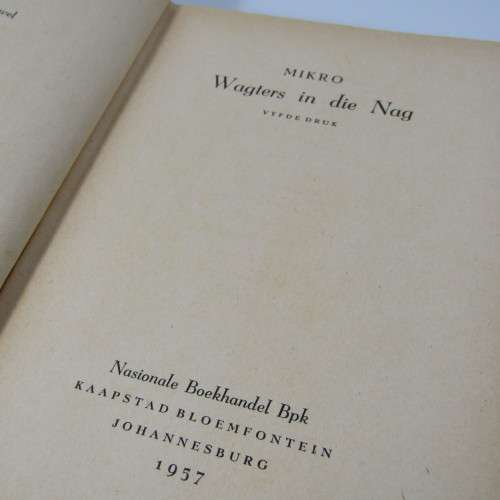 MIKRO
Wagters in die Nag
VYFDE DRUK
Nasionale Boekhandel Bpk
KAAPSTAD BLOEMFONTEIN
JOHANNESBURG
1957